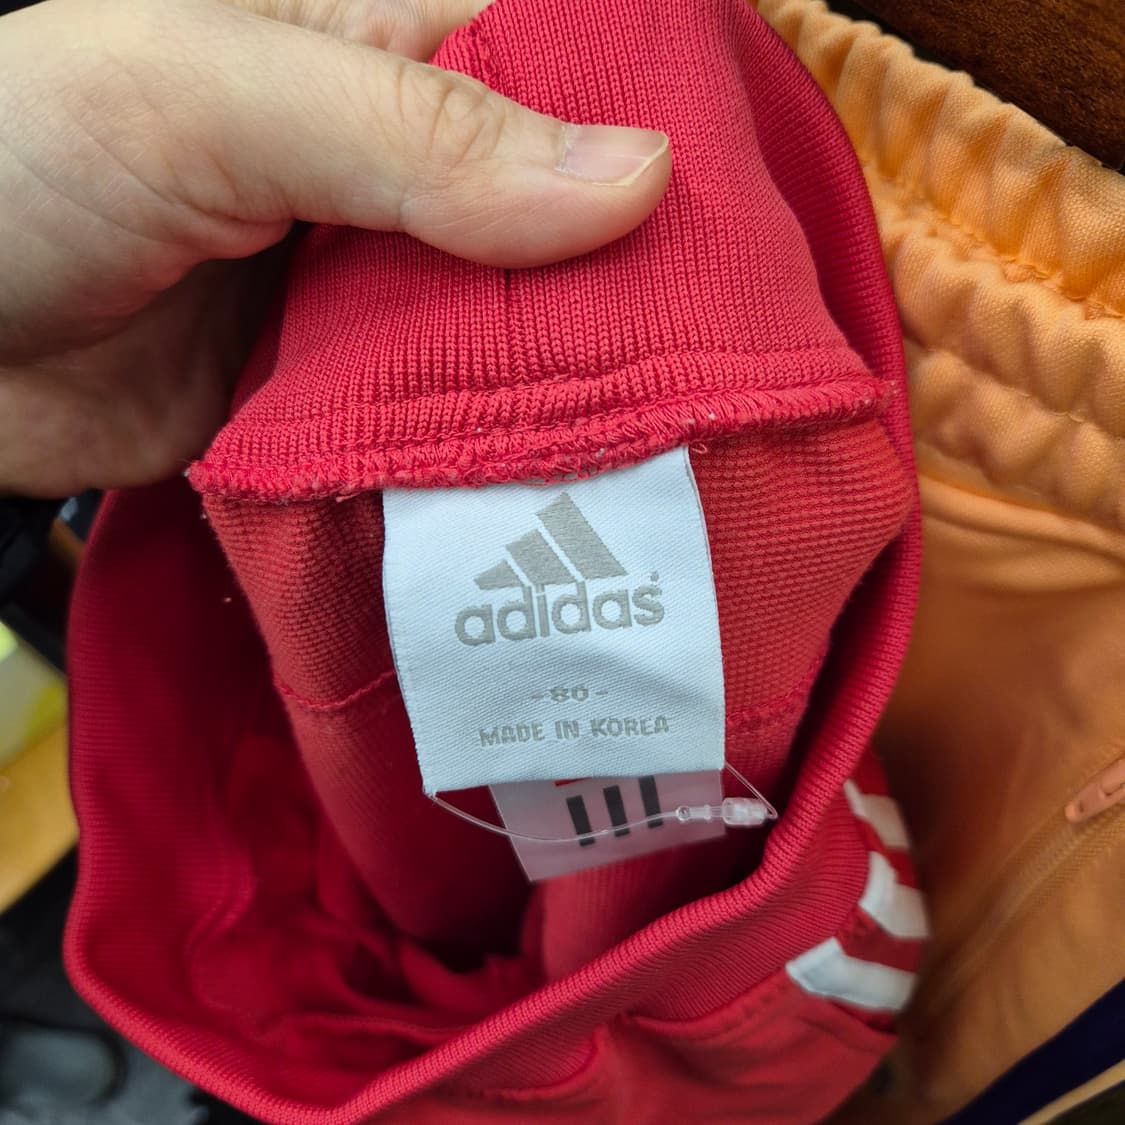 adidas
- 80 -
MADE IN KOREA